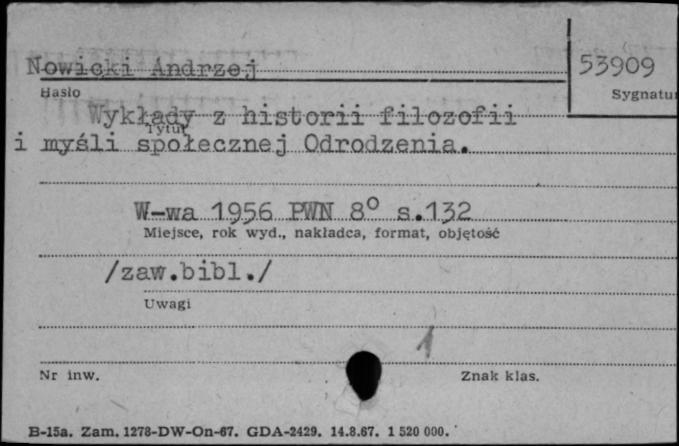 Nowicki Andrzej 53909
Hasło Sygnatu
Wykłady z historii filozofii
Tytuł
i myśli społecznej Odrodzenia.
W-wa 1956 PWN 8° s.132
Miejsce, rok wyd., nakładca, format, objętość
/zaw.bibl./
Uwagi
1
Nr inw. Znak klas.
B-15a. Zam. 1278-DW-On-67. GDA-2429. 14.8.67. 1 520 000.